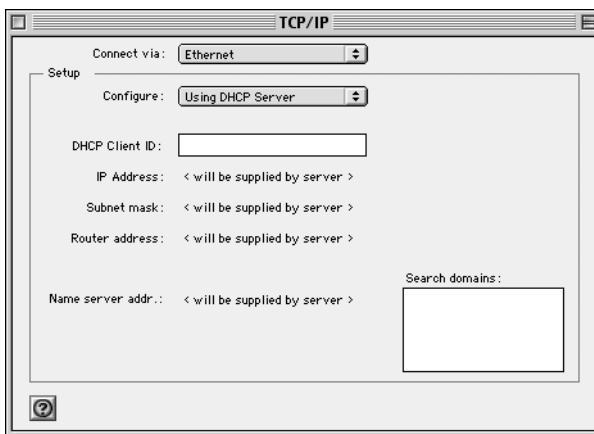 TCP/IP
Connect via: Ethernet
Setup
Configure: Using DHCP Server
DHCP Client ID:
IP Address: < will be supplied by server >
Subnet mask: < will be supplied by server >
Router address: < will be supplied by server >
Search domains:
Name server addr.: < will be supplied by server >
?